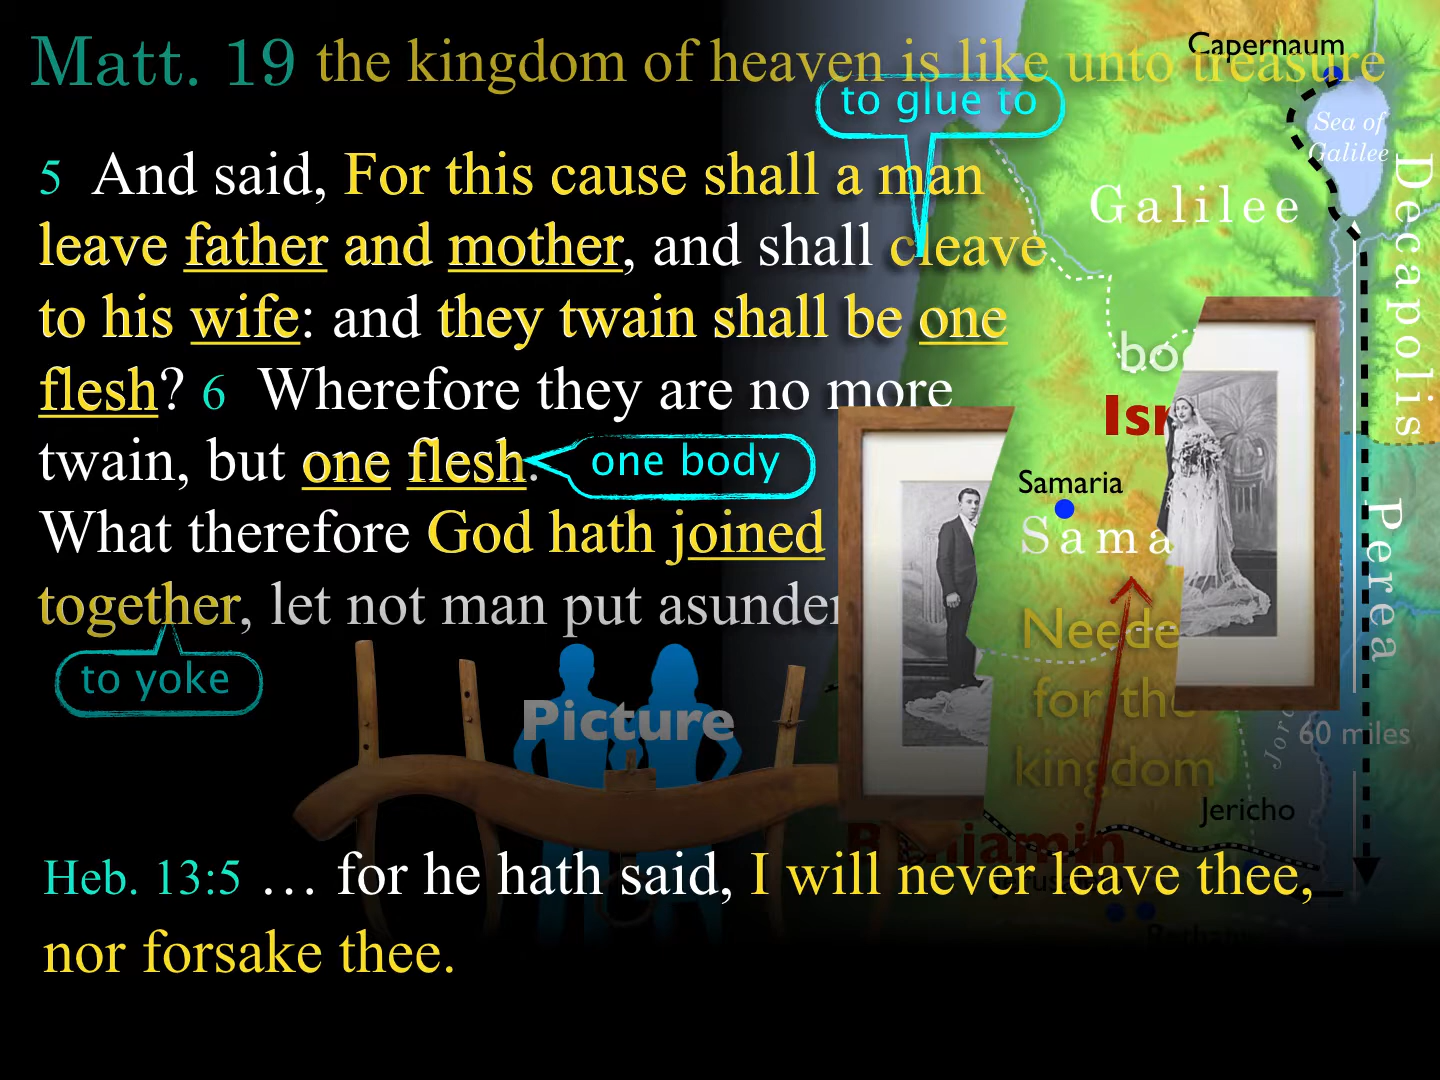 Matt. 19 the kingdom of heaven is like unto treasure
to glue to
5 And said, For this cause shall a man
leave father and mother, and shall cleave
to his wife: and they twain shall be one
flesh? 6 Wherefore they are no more
twain, but one flesh.
one body
What therefore God hath joined
together, let not man put asunder
to yoke
Picture
Heb. 13:5 … for he hath said, I will never leave thee,
nor forsake thee.
Capernaum
Sea of
Galilee
Galilee
Decapolis
Samaria
Perea
for the
kingdom
60 miles
Jericho
Benjamin